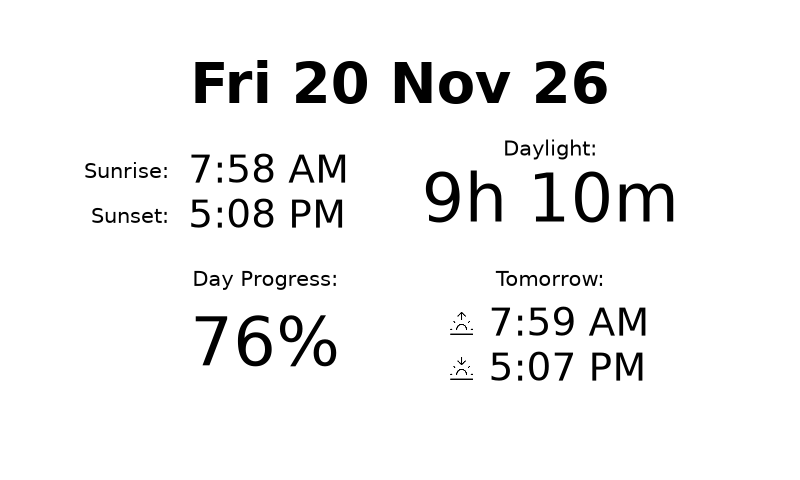 Fri 20 Nov 26
Sunrise: 7:58 AM
Sunset: 5:08 PM
Daylight:
9h 10m
Day Progress:
76%
Tomorrow:
7:59 AM
5:07 PM